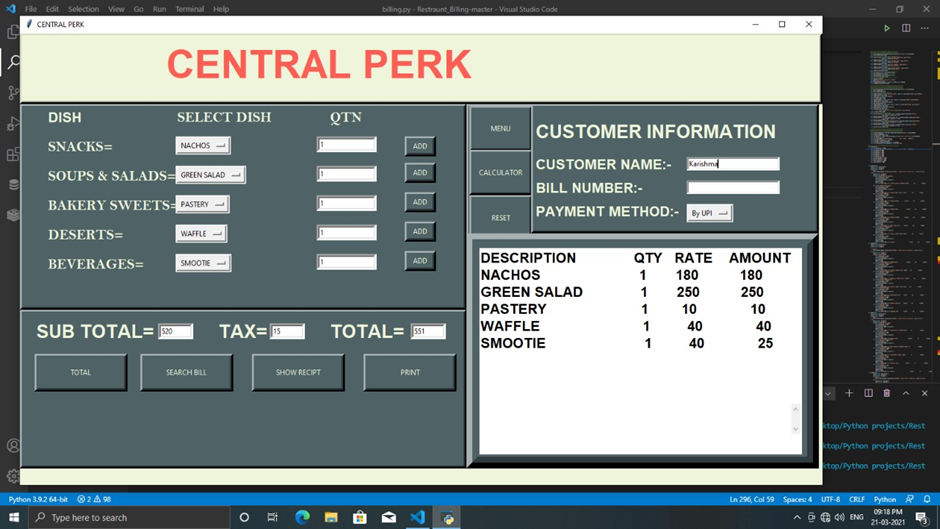 File Edit Selection View Go Run Terminal Help billing.py - Restraunt_Billing-master - Visual Studio Code
CENTRAL PERK
CENTRAL PERK
DISH SELECT DISH QTN
SNACKS= NACHOS 1 ADD
SOUPS & SALADS= GREEN SALAD 1 ADD
BAKERY SWEETS= PASTERY 1 ADD
DESERTS= WAFFLE 1 ADD
BEVERAGES= SMOOTIE 1 ADD
SUB TOTAL= 520 TAX= 15 TOTAL= 551
TOTAL SEARCH BILL SHOW RECIPT PRINT
MENU
CALCULATOR
RESET
CUSTOMER INFORMATION
CUSTOMER NAME:- Karishma
BILL NUMBER:-
PAYMENT METHOD:- By UPI
DESCRIPTION QTY RATE AMOUNT
NACHOS 1 180 180
GREEN SALAD 1 250 250
PASTERY 1 10 10
WAFFLE 1 40 40
SMOOTIE 1 40 25
ktop/Python projects/Rest
ktop/Python projects/Rest
ktop/Python projects/Rest
Python 3.9.2 64-bit 2 98 Ln 296, Col 59 Spaces: 4 UTF-8 CRLF Python
Type here to search ENG 09:18 PM
21-03-2021